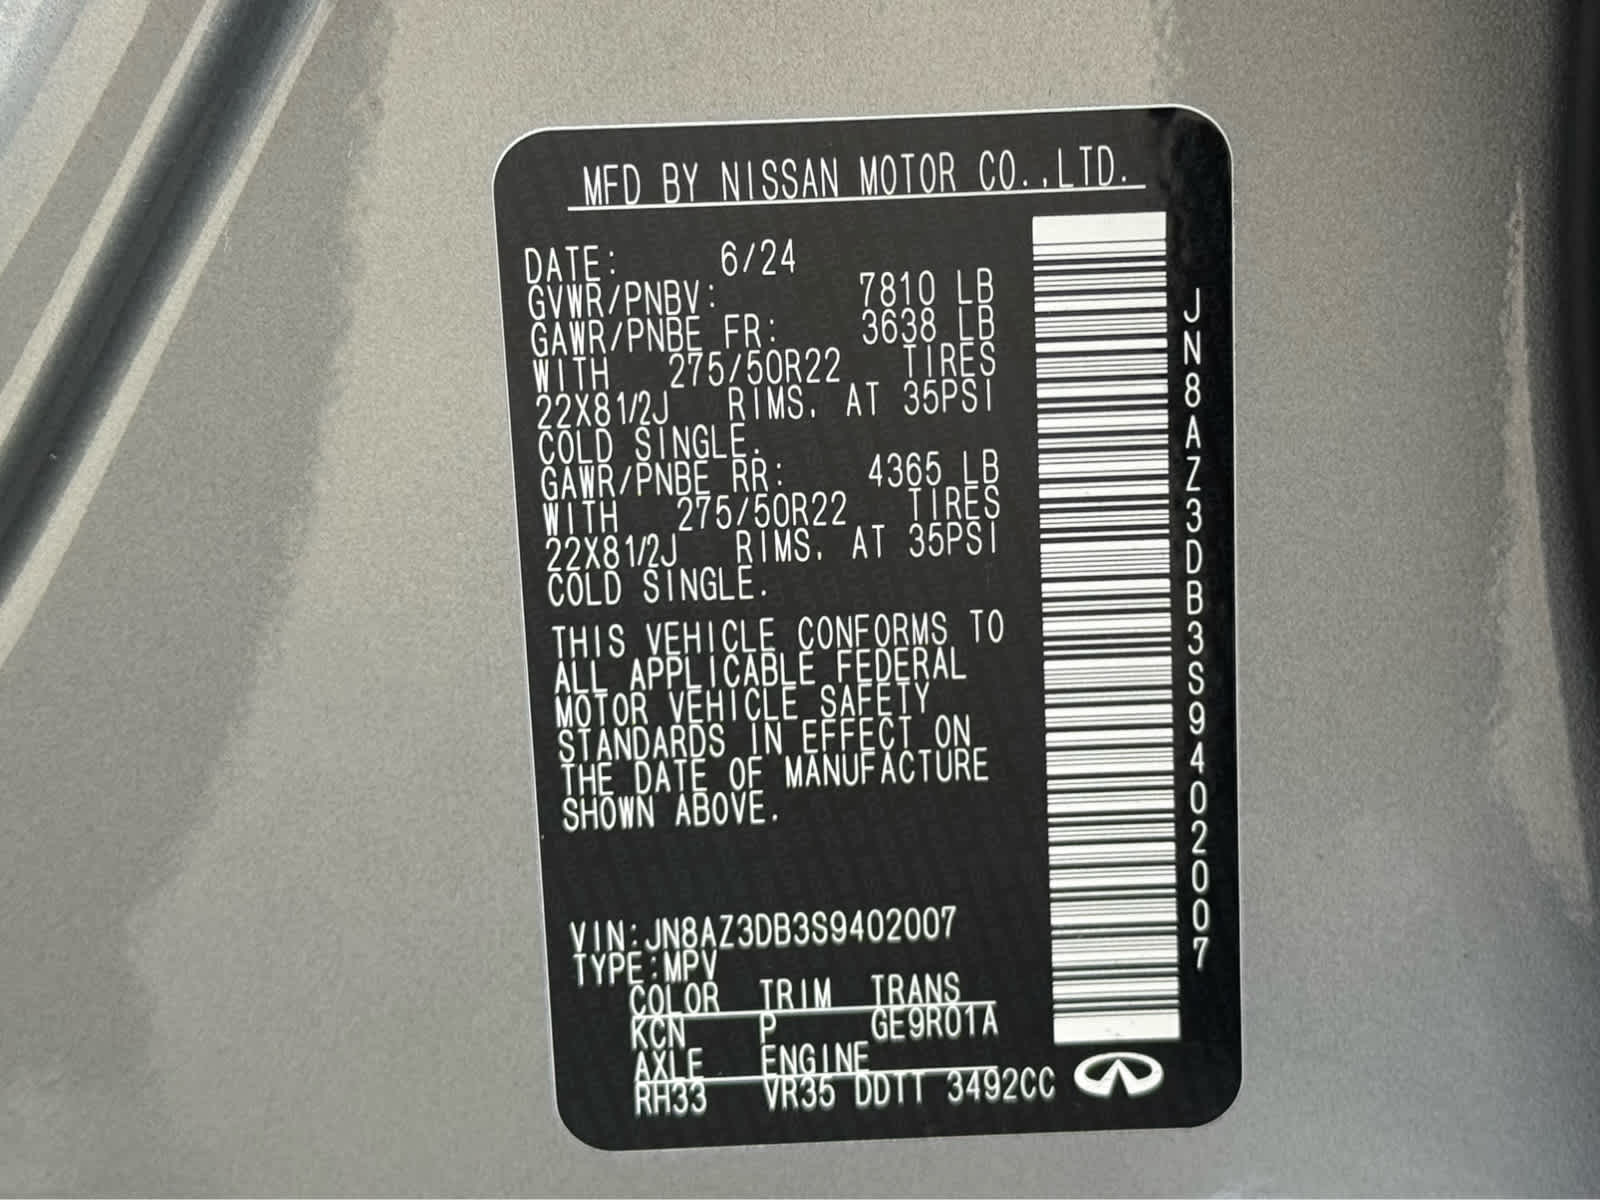 MFD BY NISSAN MOTOR CO.,LTD.
DATE: 6/24
GVWR/PNBV: 7810 LB
GAWR/PNBE FR: 3638 LB
WITH 275/50R22 TIRES
22X81/2J RIMS, AT 35PSI
COLD SINGLE.
GAWR/PNBE RR: 4365 LB
WITH 275/50R22 TIRES
22X81/2J RIMS, AT 35PSI
COLD SINGLE.
THIS VEHICLE CONFORMS TO
ALL APPLICABLE FEDERAL
MOTOR VEHICLE SAFETY
STANDARDS IN EFFECT ON
THE DATE OF MANUFACTURE
SHOWN ABOVE.
VIN:JN8AZ3DB3S9402007
TYPE:MPV
COLOR TRIM TRANS
KCN P GE9R01A
AXLE ENGINE
RH33 VR35 DDTT 3492CC
JN8AZ3DB3S9402007